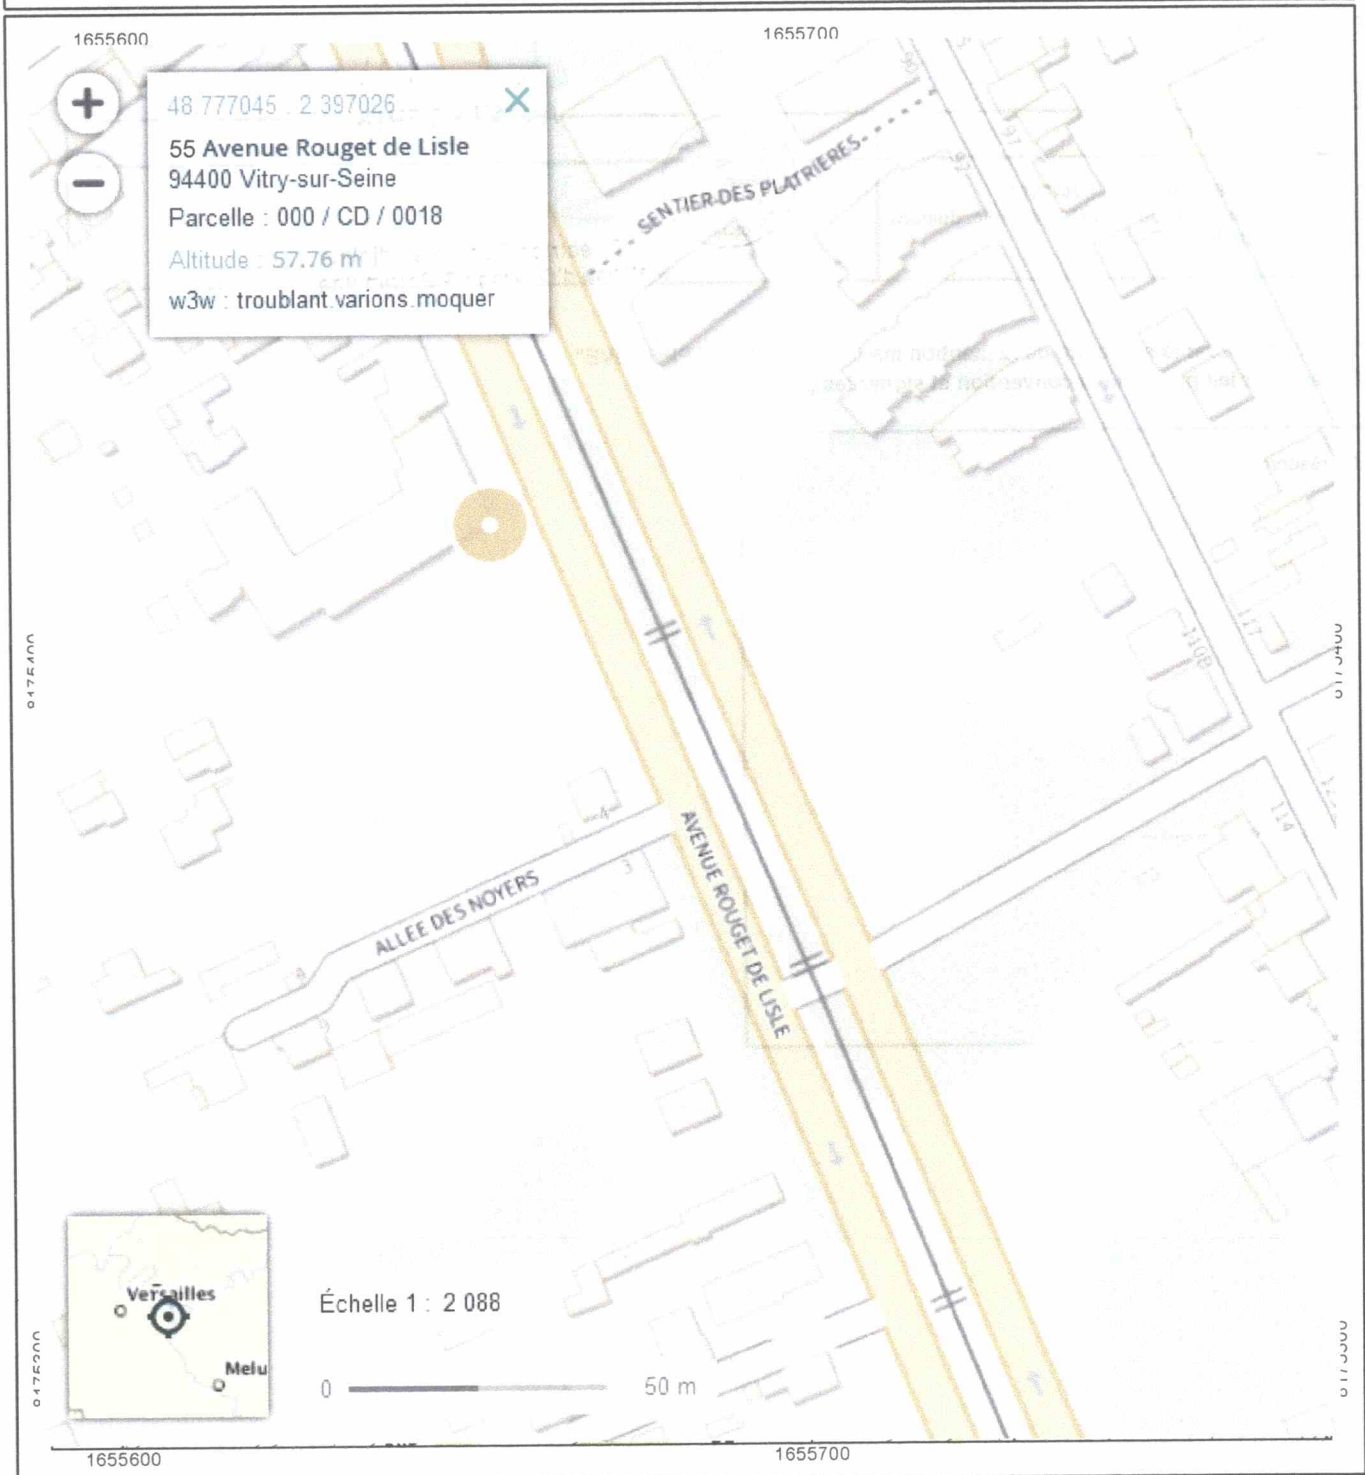 1655600
1655700
48 777045 . 2 397026
55 Avenue Rouget de Lisle
94400 Vitry-sur-Seine
Parcelle : 000 / CD / 0018
Altitude : 57.76 m
w3w : troublant.varions.moquer
SENTIER DES PLATRIERES
97
110B
117
4
3
AVENUE ROUGET DE LISLE
ALLEE DES NOYERS
114
Versailles
Melu
Échelle 1 : 2 088
0
50 m
1655600
1655700